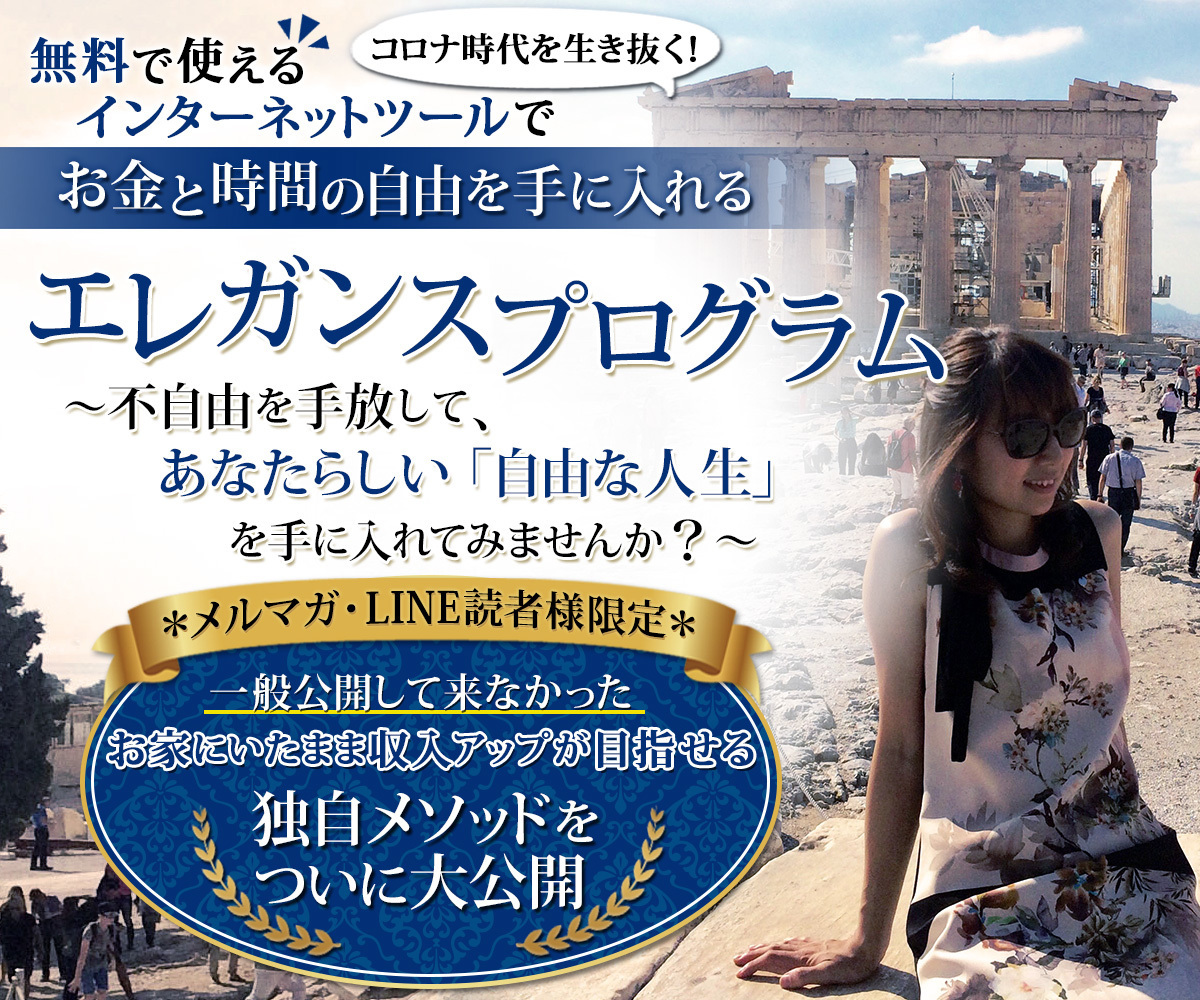 コロナ時代を生き抜く!
無料で使える
インターネットツールで
お金と時間の自由を手に入れる
エレガンスプログラム
～不自由を手放して、
あなたらしい「自由な人生」
を手に入れてみませんか？～
＊メルマガ・LINE読者様限定＊
一般公開して来なかった
お家にいたまま収入アップが目指せる
独自メソッドを
ついに大公開